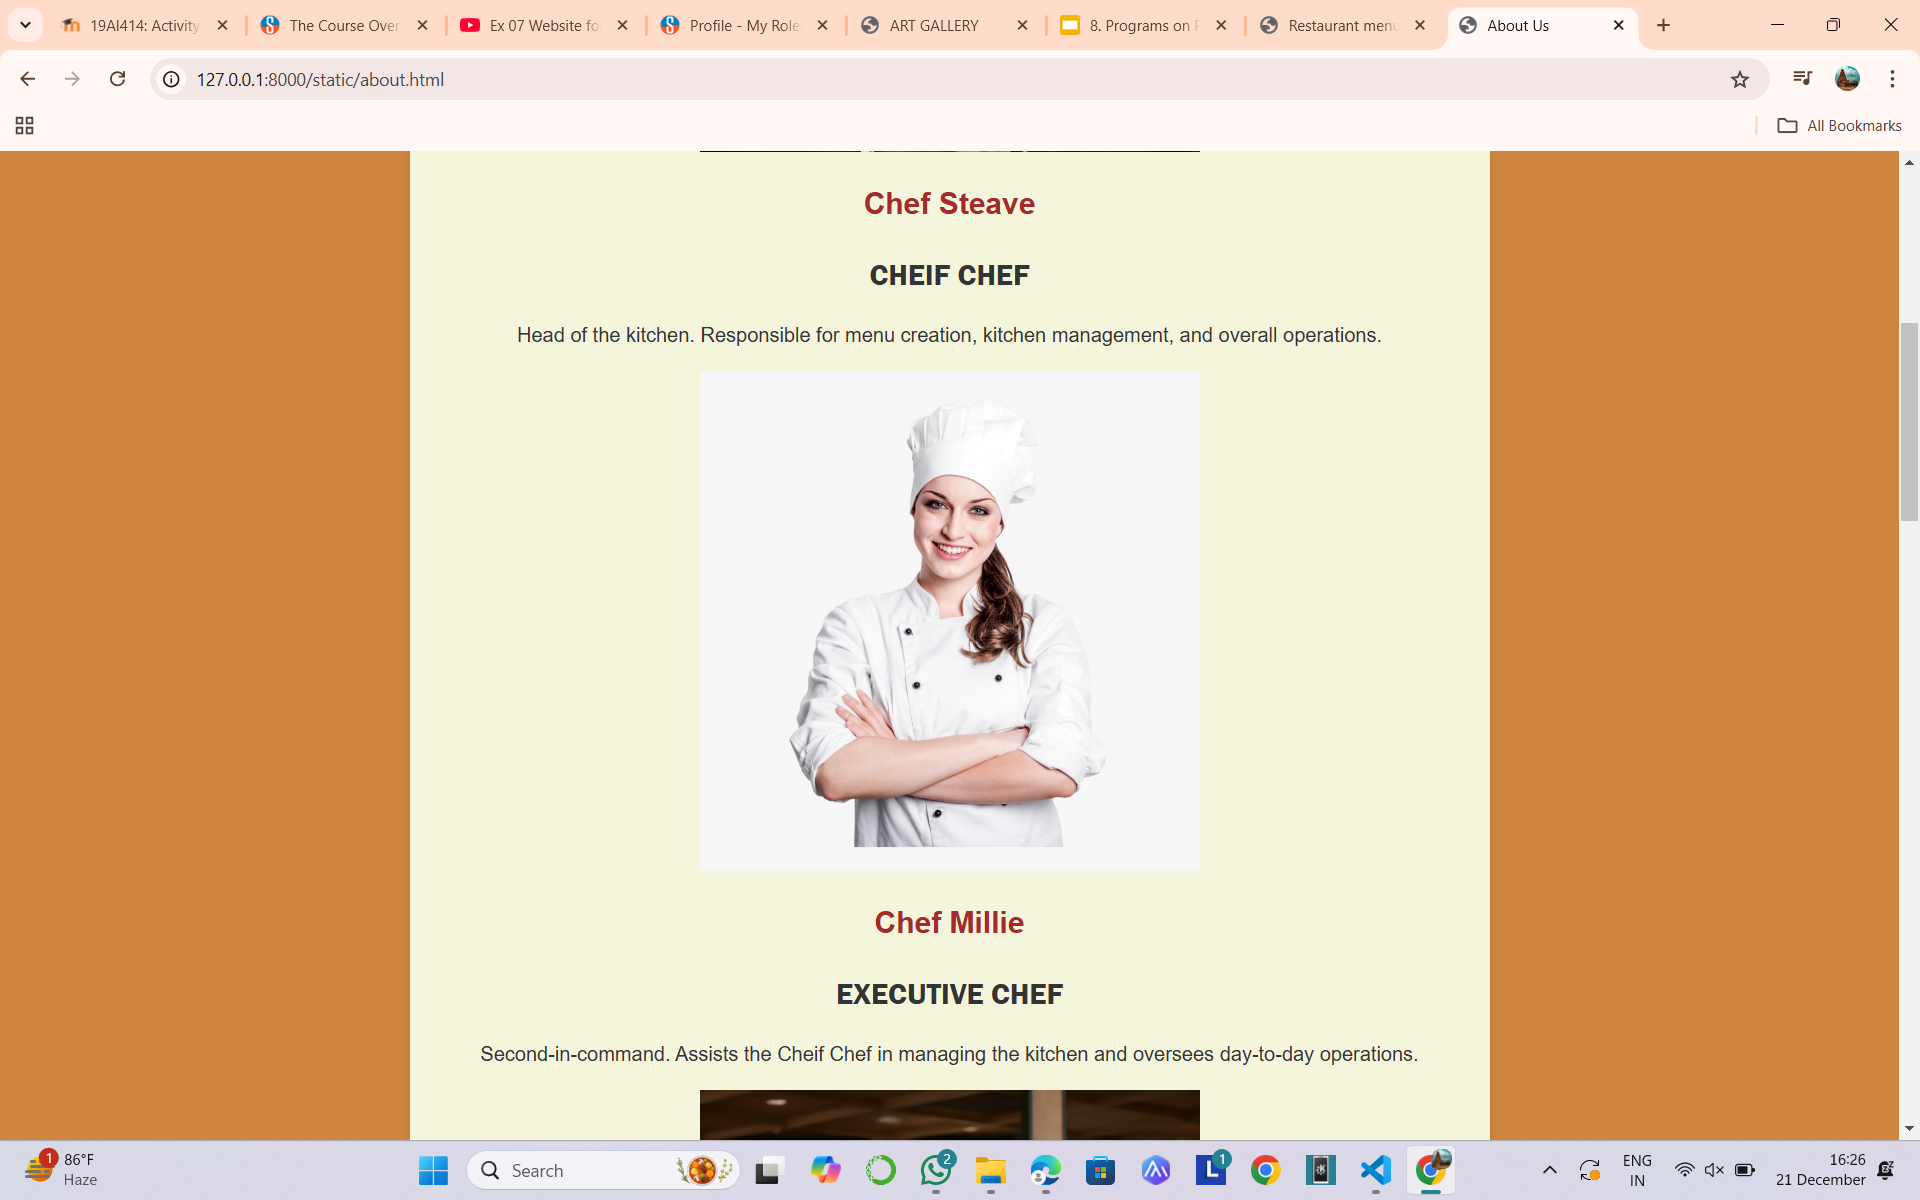 19AI414: Activity
The Course Over
Ex 07 Website fo
Profile - My Role
ART GALLERY
8. Programs on
Restaurant menu
About Us
127.0.0.1:8000/static/about.html
All Bookmarks
Chef Steave
CHEIF CHEF
Head of the kitchen. Responsible for menu creation, kitchen management, and overall operations.
Chef Millie
EXECUTIVE CHEF
Second-in-command. Assists the Cheif Chef in managing the kitchen and oversees day-to-day operations.
1
86°F
Haze
Search
2
L
1
ENG
IN
16:26
21 December